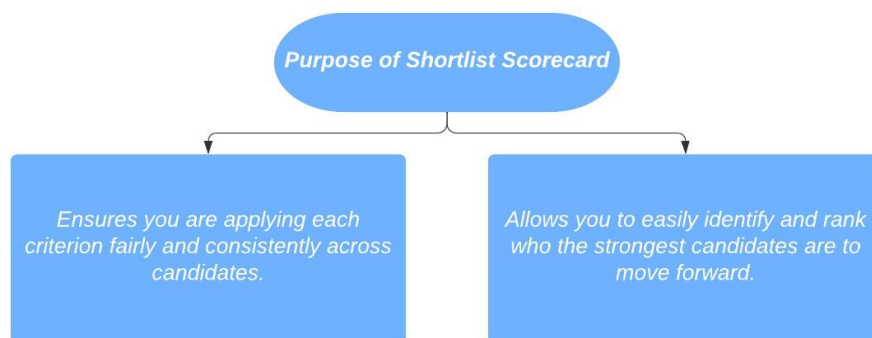 Purpose of Shortlist Scorecard
Ensures you are applying each
criterion fairly and consistently across
candidates.
Allows you to easily identify and rank
who the strongest candidates are to
move forward.